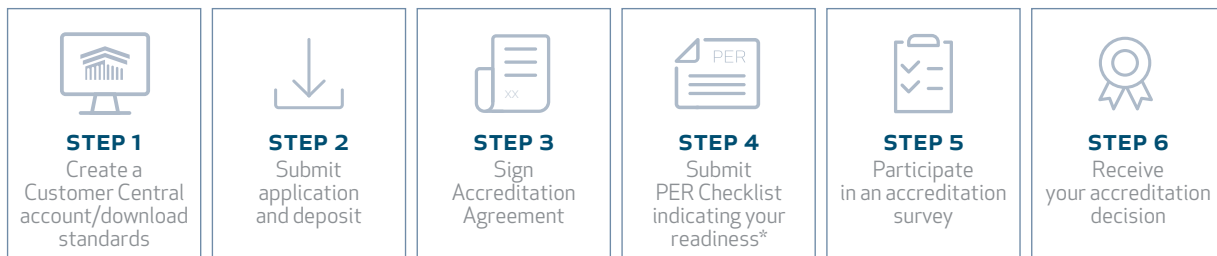 STEP 1
Create a
Customer Central
account/download
standards
STEP 2
Submit
application
and deposit
XX
STEP 3
Sign
Accreditation
Agreement
PER
STEP 4
Submit
PER Checklist
indicating your
readiness*
STEP 5
Participate
in an accreditation
survey
STEP 6
Receive
your accreditation
decision